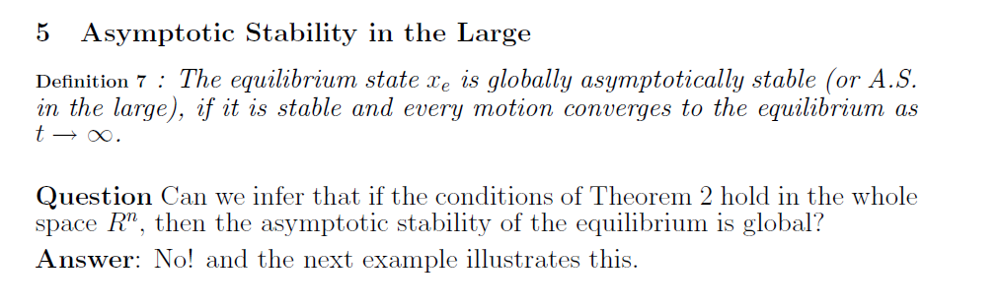 5 Asymptotic Stability in the Large
Definition 7 : The equilibrium state xₑ is globally asymptotically stable (or A.S.
in the large), if it is stable and every motion converges to the equilibrium as
t → ∞.
Question Can we infer that if the conditions of Theorem 2 hold in the whole
space Rⁿ, then the asymptotic stability of the equilibrium is global?
Answer: No! and the next example illustrates this.